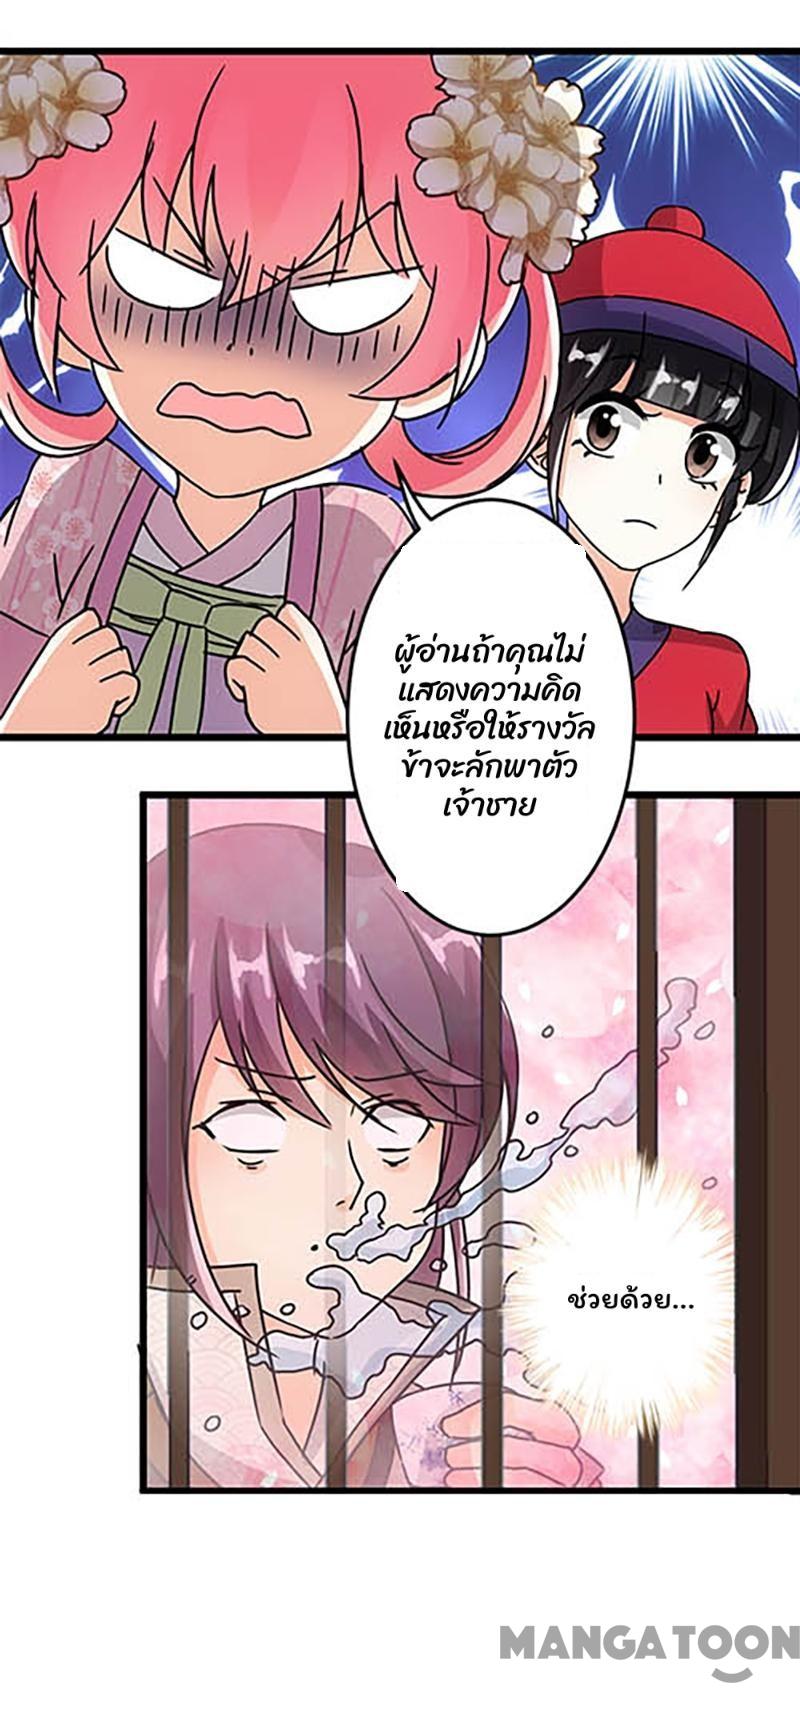 ผู้อ่านถ้าคุณไม่
แสดงความคิด
เห็นหรือให้รางวัล
ข้าจะลักพาตัว
เจ้าชาย
ช่วยด้วย...
MANGATOON